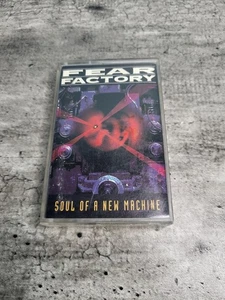 FEAR
FACTORY
SOUL OF A NEW MACHINE